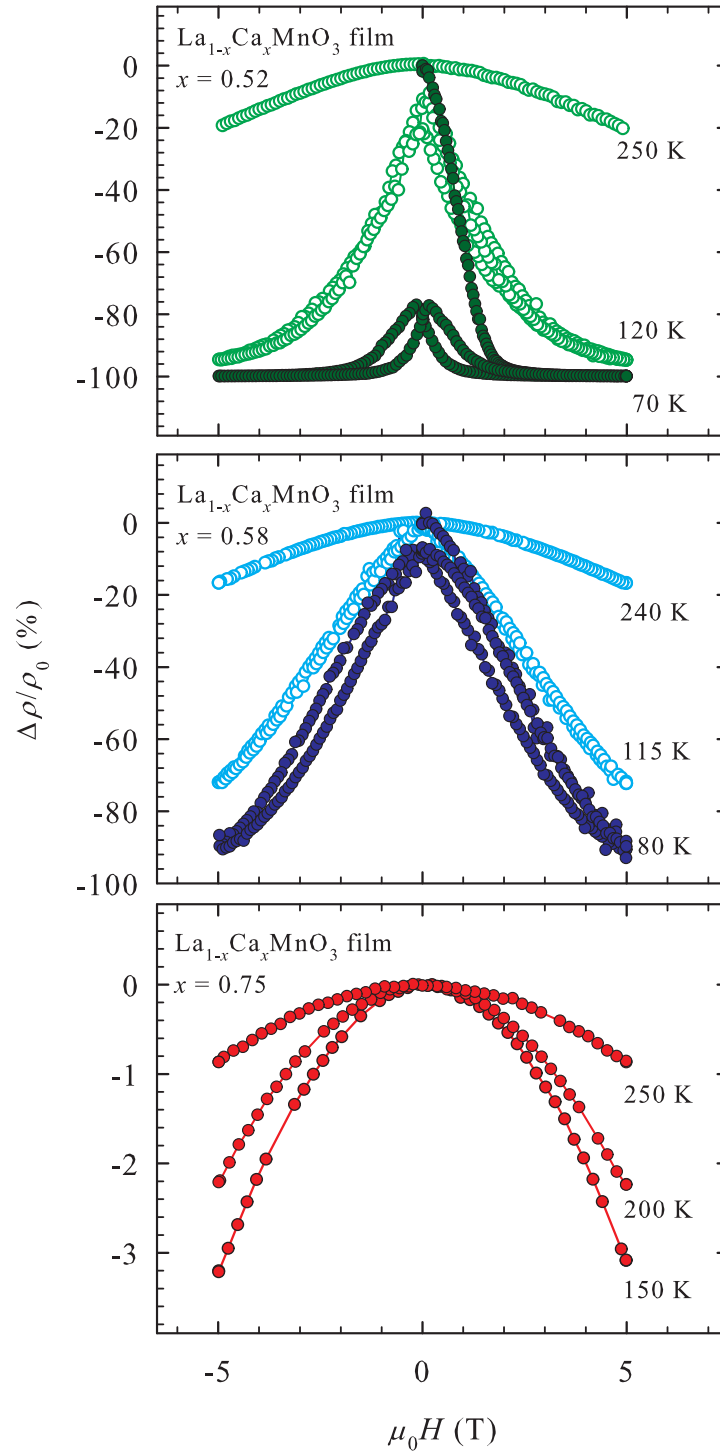 La₁₋ₓCaₓMnO₃ film
x = 0.52
0
-20
-40
-60
-80
-100
250 K
120 K
70 K
La₁₋ₓCaₓMnO₃ film
x = 0.58
0
-20
-40
-60
-80
-100
240 K
115 K
80 K
Δρ/ρ₀ (%)
La₁₋ₓCaₓMnO₃ film
x = 0.75
0
-1
-2
-3
250 K
200 K
150 K
-5 0 5
μ₀H (T)